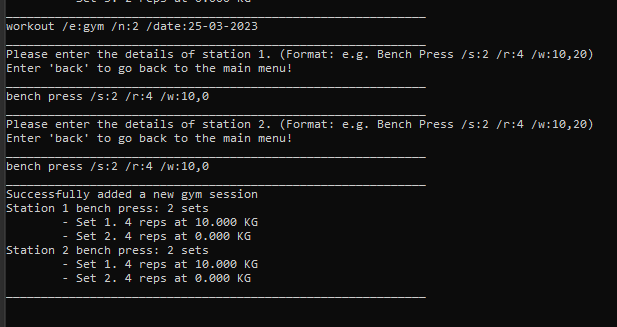 - Set 2. 2 reps at 0.000 KG
workout /e:gym /n:2 /date:25-03-2023
Please enter the details of station 1. (Format: e.g. Bench Press /s:2 /r:4 /w:10,20)
Enter 'back' to go back to the main menu!
bench press /s:2 /r:4 /w:10,0
Please enter the details of station 2. (Format: e.g. Bench Press /s:2 /r:4 /w:10,20)
Enter 'back' to go back to the main menu!
bench press /s:2 /r:4 /w:10,0
Successfully added a new gym session
Station 1 bench press: 2 sets
- Set 1. 4 reps at 10.000 KG
- Set 2. 4 reps at 0.000 KG
Station 2 bench press: 2 sets
- Set 1. 4 reps at 10.000 KG
- Set 2. 4 reps at 0.000 KG